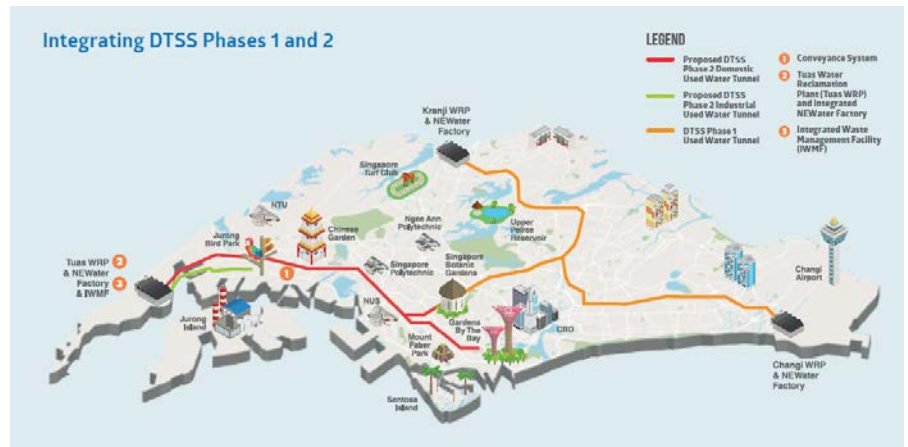 Integrating DTSS Phases 1 and 2
LEGEND
Proposed DTSS
Phase 2 Domestic
Used Water Tunnel
Proposed DTSS
Phase 2 Industrial
Used Water Tunnel
DTSS Phase 1
Used Water Tunnel
1 Conveyance System
2 Tuas Water
Reclamation
Plant (Tuas WRP)
and Integrated
NEWater Factory
3 Integrated Waste
Management Facility
(IWMF)
Kranji WRP
& NEWater
Factory
Singapore
Turf Club
NTU
Jurong
Bird Park
Chinese
Garden
Ngee Ann
Polytechnic
Upper
Peirce
Reservoir
Tuas WRP 2
& NEWater
Factory 3
& IWMF
1
Singapore
Polytechnic
Singapore
Botanic
Gardens
Changi
Airport
Jurong
Island
NUS
Gardens
By The
Bay
CBD
Mount
Faber
Park
Sentosa
Island
Changi WRP
& NEWater
Factory